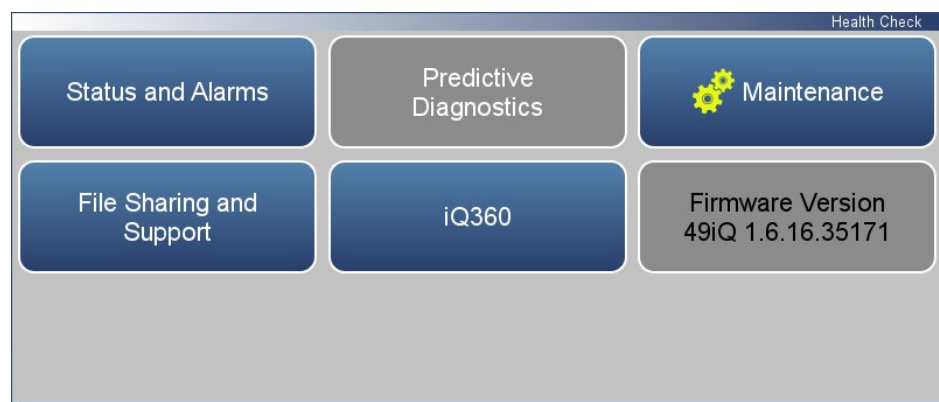 Health Check
Status and Alarms
Predictive
Diagnostics
Maintenance
File Sharing and
Support
iQ360
Firmware Version
49iQ 1.6.16.35171